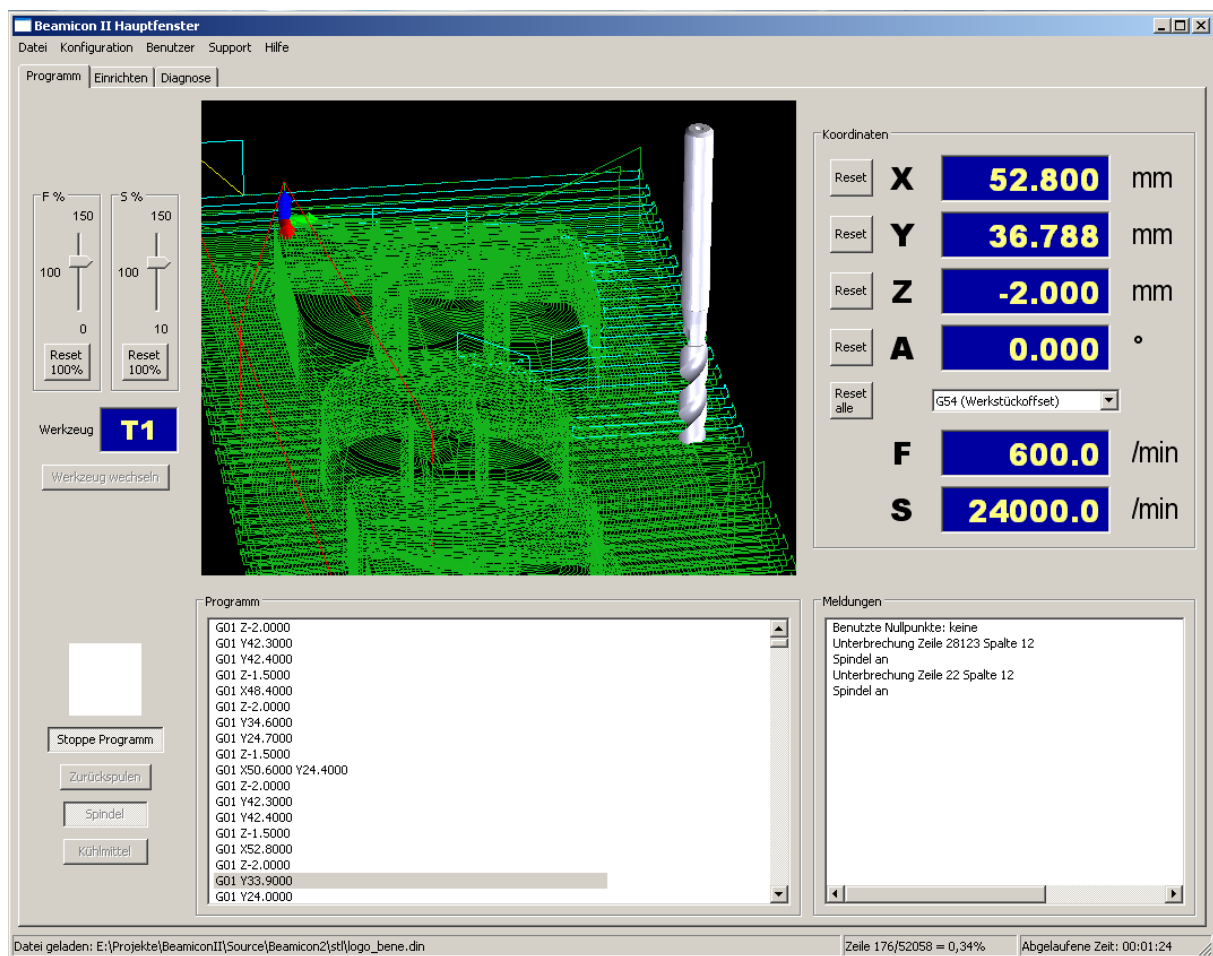 Beamicon II Hauptfenster
Datei Konfiguration Benutzer Support Hilfe
Programm Einrichten Diagnose
F % S %
150 150
100 100
0 10
Reset 100% Reset 100%
Werkzeug T1
Werkzeug wechseln
Koordinaten
Reset X 52.800 mm
Reset Y 36.788 mm
Reset Z -2.000 mm
Reset A 0.000 °
Reset alle G54 (Werkstückoffset)
F 600.0 /min
S 24000.0 /min
Stoppe Programm
Zurückspulen
Spindel
Kühlmittel
Programm
G01 Z-2.0000
G01 Y42.3000
G01 Y42.4000
G01 Z-1.5000
G01 X48.4000
G01 Z-2.0000
G01 Y34.6000
G01 Y24.7000
G01 Z-1.5000
G01 X50.6000 Y24.4000
G01 Z-2.0000
G01 Y42.3000
G01 Y42.4000
G01 Z-1.5000
G01 X52.8000
G01 Z-2.0000
G01 Y33.9000
G01 Y24.0000
Meldungen
Benutzte Nullpunkte: keine
Unterbrechung Zeile 28123 Spalte 12
Spindel an
Unterbrechung Zeile 22 Spalte 12
Spindel an
Datei geladen: E:\Projekte\BeamiconII\Source\Beamicon2\stl\logo_bene.din
Zeile 176/52058 = 0,34%
Abgelaufene Zeit: 00:01:24